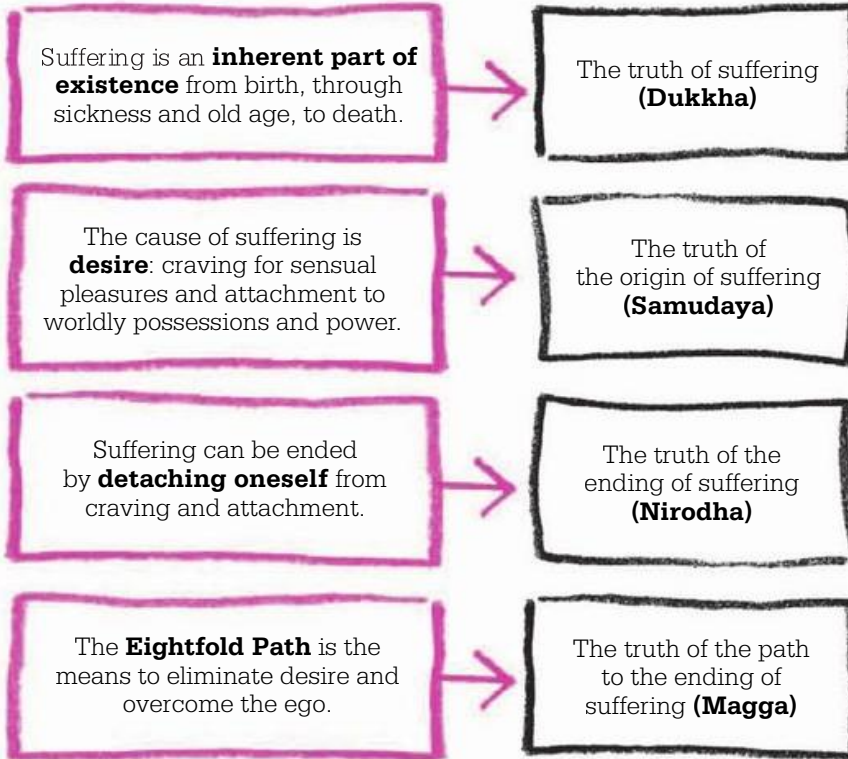 Suffering is an inherent part of
existence from birth, through
sickness and old age, to death.
The truth of suffering
(Dukkha)
The cause of suffering is
desire: craving for sensual
pleasures and attachment to
worldly possessions and power.
The truth of
the origin of suffering
(Samudaya)
Suffering can be ended
by detaching oneself from
craving and attachment.
The truth of the
ending of suffering
(Nirodha)
The Eightfold Path is the
means to eliminate desire and
overcome the ego.
The truth of the path
to the ending of
suffering (Magga)